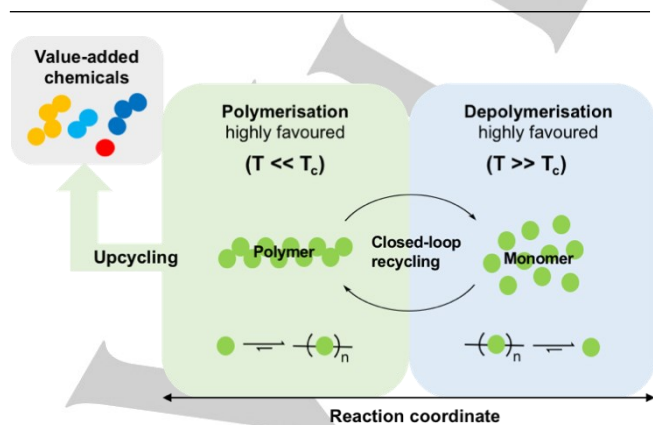 Value-added
chemicals
Polymerisation
highly favoured
(T << Tc)
Depolymerisation
highly favoured
(T >> Tc)
Upcycling
Polymer
Closed-loop
recycling
Monomer
( )n
( )n
Reaction coordinate